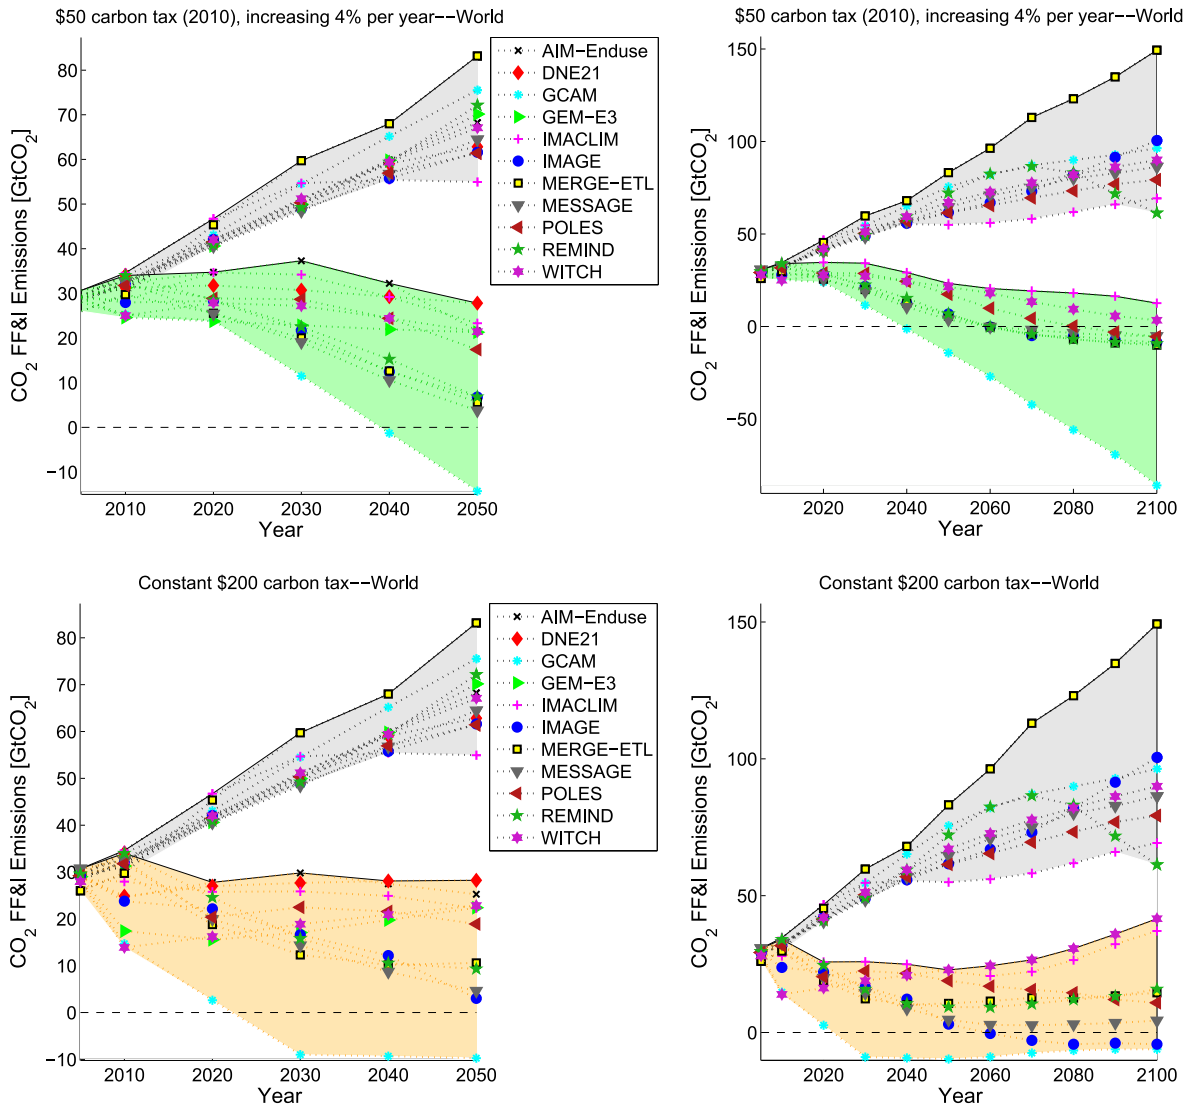 $50 carbon tax (2010), increasing 4% per year−−World
CO2 FF&I Emissions [GtCO2]
80
70
60
50
40
30
20
10
0
−10
2010
2020
2030
2040
2050
Year
AIM−Enduse
DNE21
GCAM
GEM−E3
IMACLIM
IMAGE
MERGE−ETL
MESSAGE
POLES
REMIND
WITCH
$50 carbon tax (2010), increasing 4% per year−−World
CO2 FF&I Emissions [GtCO2]
150
100
50
0
−50
2020
2040
2060
2080
2100
Year
Constant $200 carbon tax−−World
CO2 FF&I Emissions [GtCO2]
80
70
60
50
40
30
20
10
0
−10
2010
2020
2030
2040
2050
Year
AIM−Enduse
DNE21
GCAM
GEM−E3
IMACLIM
IMAGE
MERGE−ETL
MESSAGE
POLES
REMIND
WITCH
Constant $200 carbon tax−−World
CO2 FF&I Emissions [GtCO2]
150
100
50
0
2020
2040
2060
2080
2100
Year